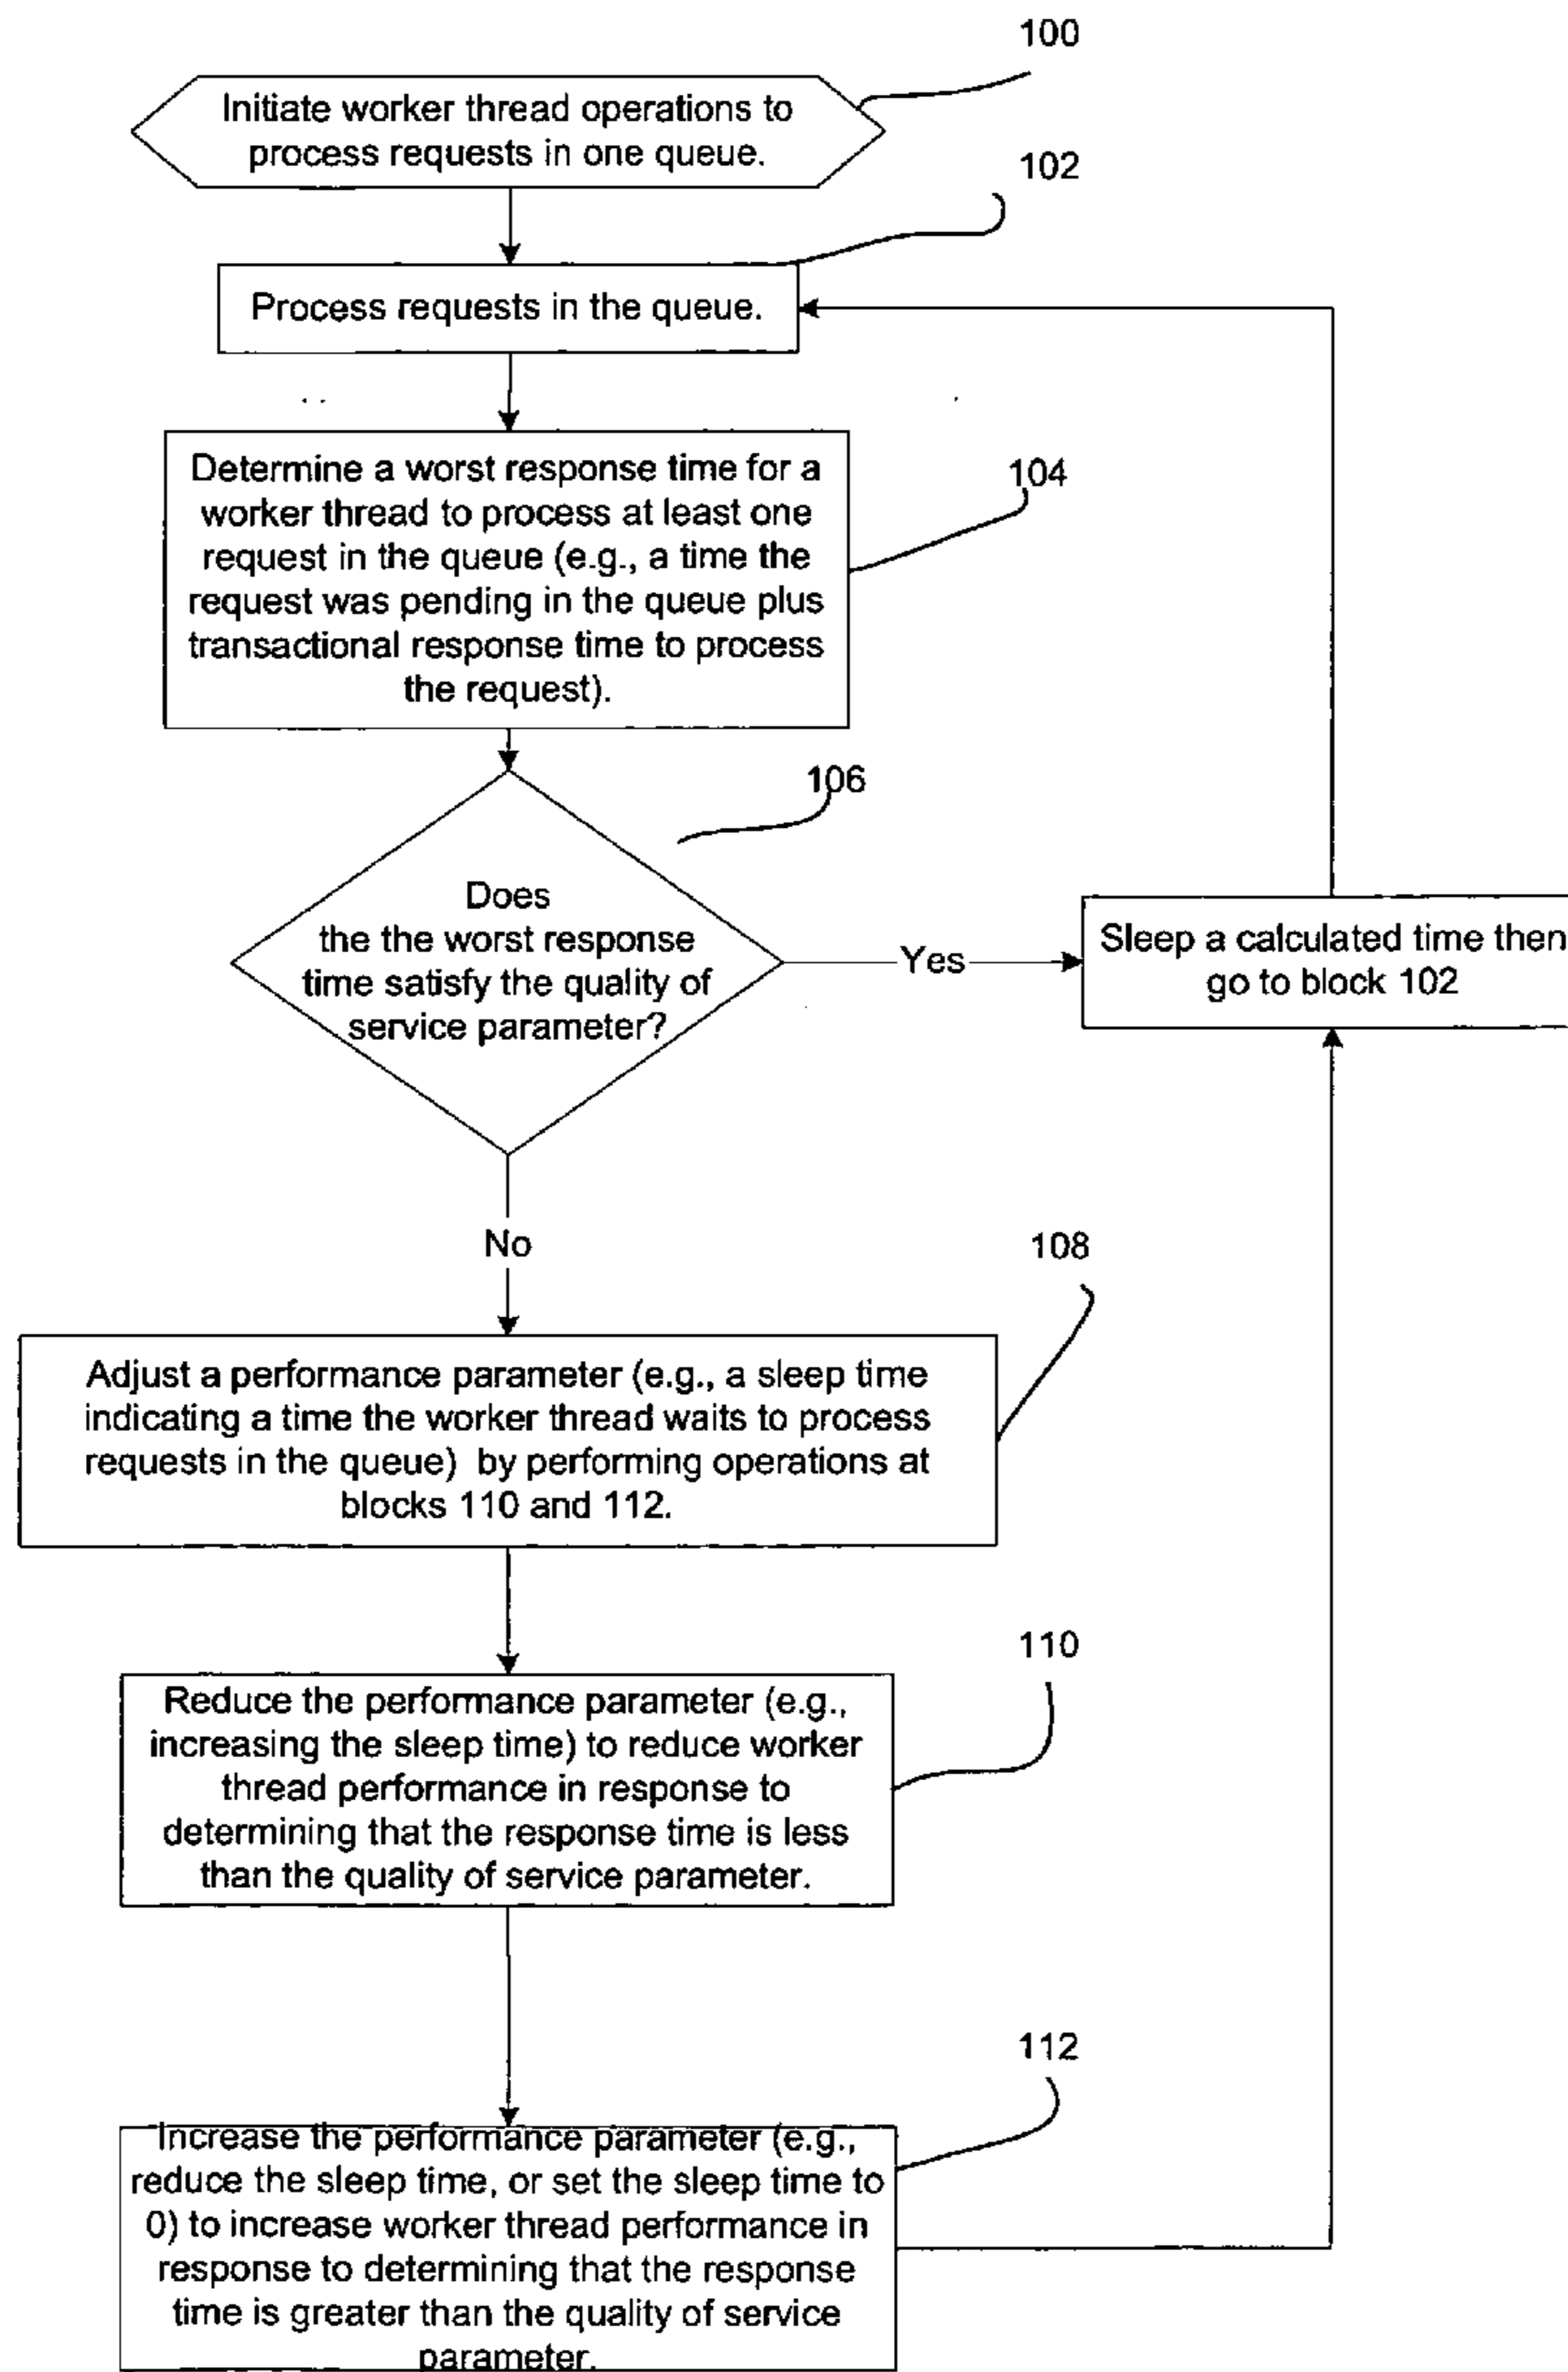 100
Initiate worker thread operations to
process requests in one queue.
102
Process requests in the queue.
Determine a worst response time for a
worker thread to process at least one
request in the queue (e.g., a time the
request was pending in the queue plus
transactional response time to process
the request).
104
106
Does
the the worst response
time satisfy the quality of
service parameter?
Yes
Sleep a calculated time then
go to block 102
No
108
Adjust a performance parameter (e.g., a sleep time
indicating a time the worker thread waits to process
requests in the queue) by performing operations at
blocks 110 and 112.
110
Reduce the performance parameter (e.g.,
increasing the sleep time) to reduce worker
thread performance in response to
determining that the response time is less
than the quality of service parameter.
112
Increase the performance parameter (e.g.,
reduce the sleep time, or set the sleep time to
0) to increase worker thread performance in
response to determining that the response
time is greater than the quality of service
parameter.